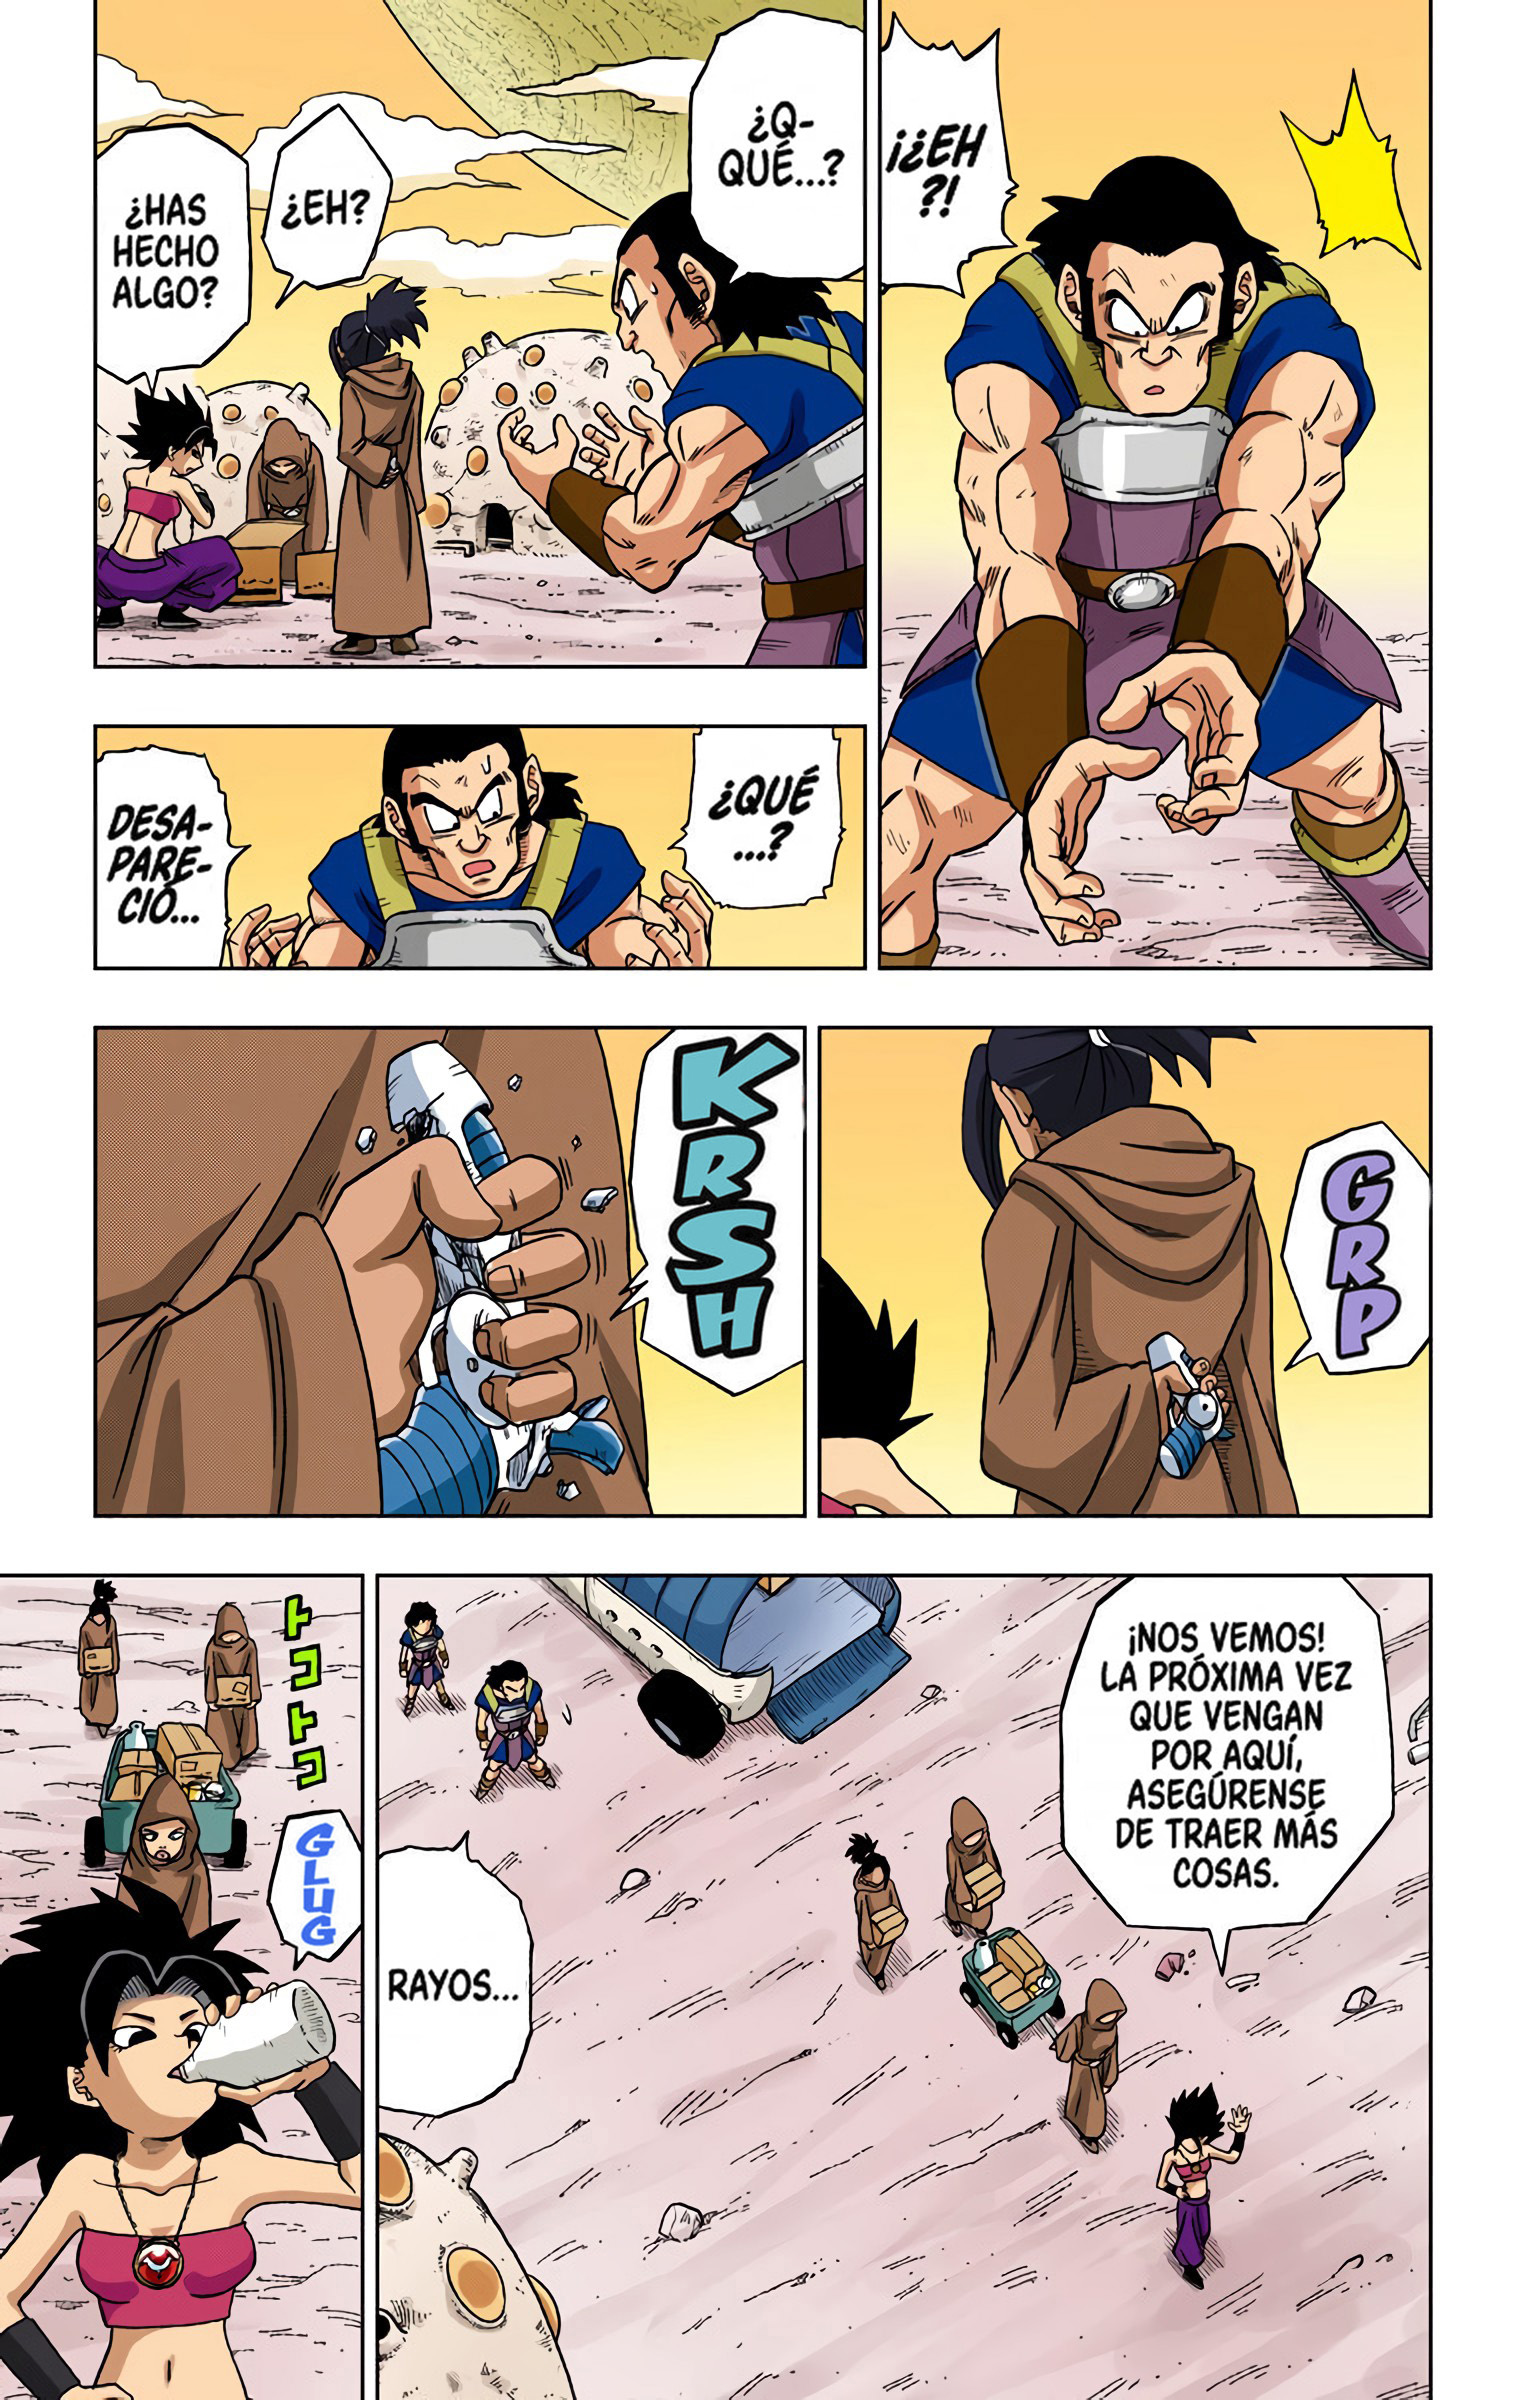 ¡¿EH
?!
¿Q-
QUÉ...?
¿EH?
¿HAS
HECHO
ALGO?
¿QUÉ
...?
DESA-
PARE-
CIÓ...
GRP
KRSH
¡NOS VEMOS!
LA PRÓXIMA VEZ
QUE VENGAN
POR AQUÍ,
ASEGÚRENSE
DE TRAER MÁS
COSAS.
RAYOS...
トコトコ
GLUG